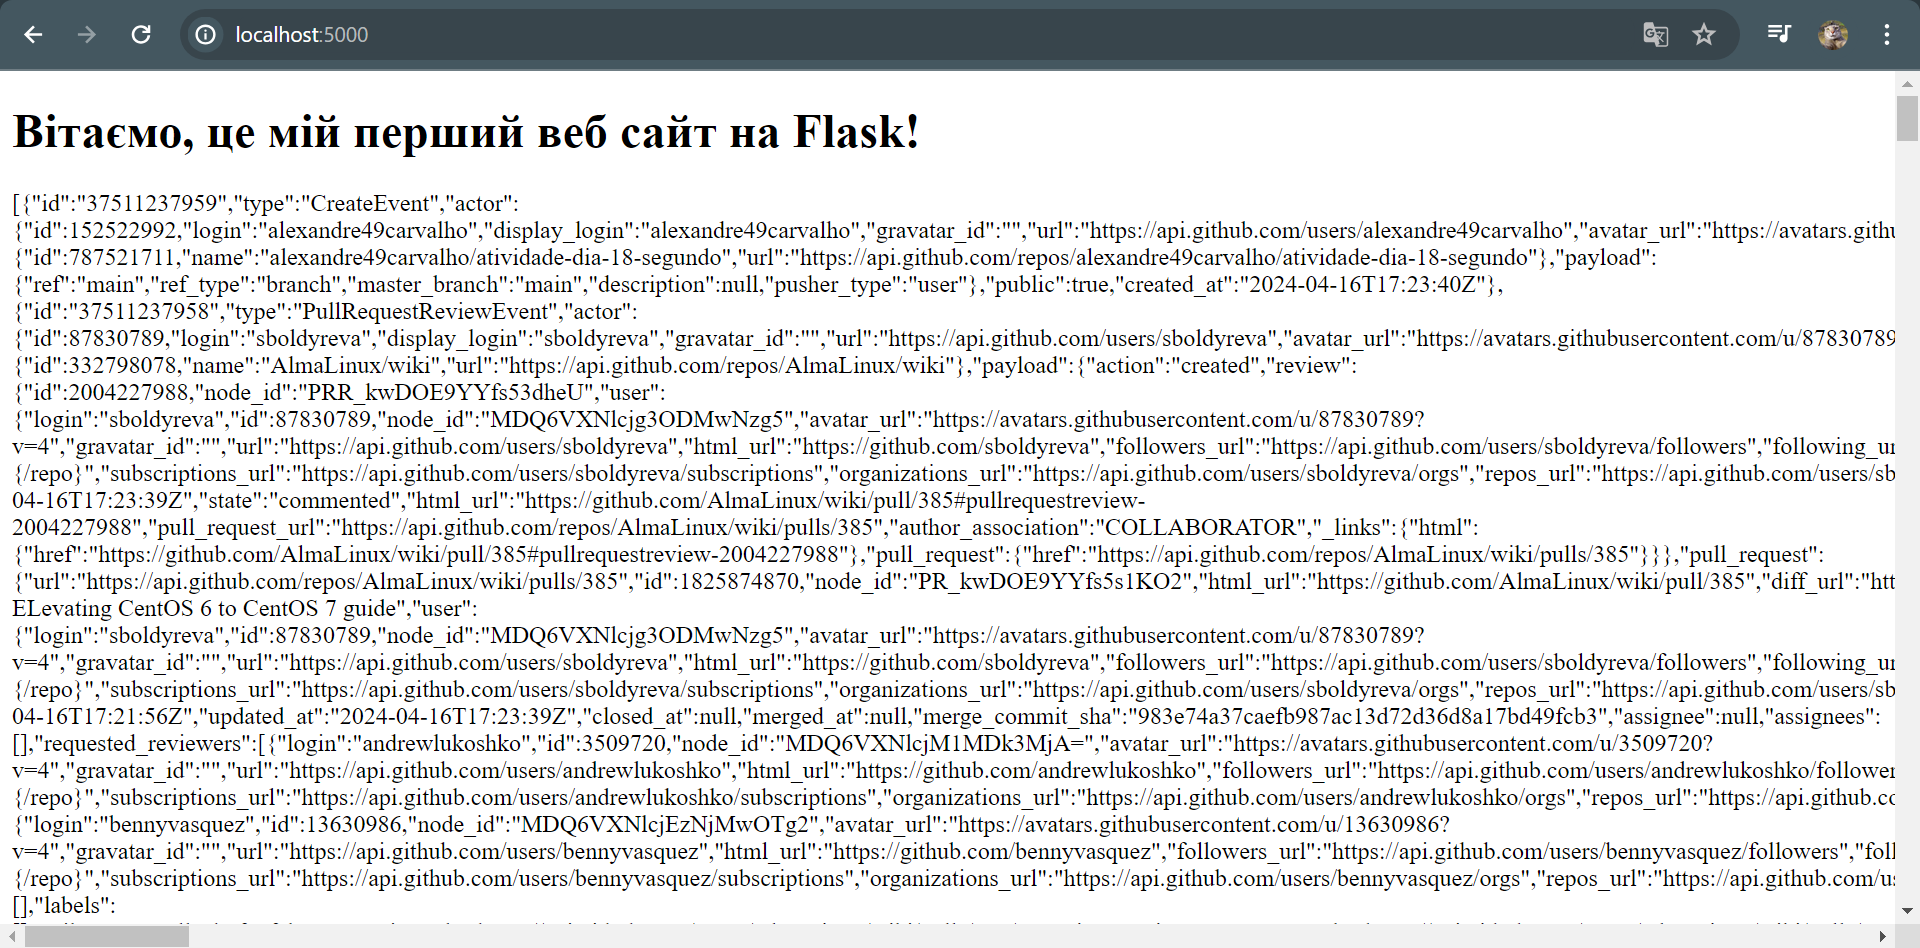 localhost:5000
Вітаємо, це мій перший веб сайт на Flask!
[{"id":"37511237959","type":"CreateEvent","actor":
{"id":152522992,"login":"alexandre49carvalho","display_login":"alexandre49carvalho","gravatar_id":"","url":"https://api.github.com/users/alexandre49carvalho","avatar_url":"https://avatars.githu
{"id":787521711,"name":"alexandre49carvalho/atividade-dia-18-segundo","url":"https://api.github.com/repos/alexandre49carvalho/atividade-dia-18-segundo"},"payload":
{"ref":"main","ref_type":"branch","master_branch":"main","description":null,"pusher_type":"user"},"public":true,"created_at":"2024-04-16T17:23:40Z"},
{"id":"37511237958","type":"PullRequestReviewEvent","actor":
{"id":87830789,"login":"sboldyreva","display_login":"sboldyreva","gravatar_id":"","url":"https://api.github.com/users/sboldyreva","avatar_url":"https://avatars.githubusercontent.com/u/87830789
{"id":332798078,"name":"AlmaLinux/wiki","url":"https://api.github.com/repos/AlmaLinux/wiki"},"payload":{"action":"created","review":
{"id":2004227988,"node_id":"PRR_kwDOE9YYfs53dheU","user":
{"login":"sboldyreva","id":87830789,"node_id":"MDQ6VXNlcjg3ODMwNzg5","avatar_url":"https://avatars.githubusercontent.com/u/87830789?
v=4","gravatar_id":"","url":"https://api.github.com/users/sboldyreva","html_url":"https://github.com/sboldyreva","followers_url":"https://api.github.com/users/sboldyreva/followers","following_ur
{/repo}","subscriptions_url":"https://api.github.com/users/sboldyreva/subscriptions","organizations_url":"https://api.github.com/users/sboldyreva/orgs","repos_url":"https://api.github.com/users/sb
04-16T17:23:39Z","state":"commented","html_url":"https://github.com/AlmaLinux/wiki/pull/385#pullrequestreview-
2004227988","pull_request_url":"https://api.github.com/repos/AlmaLinux/wiki/pulls/385","author_association":"COLLABORATOR","_links":{"html":
{"href":"https://github.com/AlmaLinux/wiki/pull/385#pullrequestreview-2004227988"},"pull_request":{"href":"https://api.github.com/repos/AlmaLinux/wiki/pulls/385"}}},"pull_request":
{"url":"https://api.github.com/repos/AlmaLinux/wiki/pulls/385","id":1825874870,"node_id":"PR_kwDOE9YYfs5s1KO2","html_url":"https://github.com/AlmaLinux/wiki/pull/385","diff_url":"htt
ELevating CentOS 6 to CentOS 7 guide","user":
{"login":"sboldyreva","id":87830789,"node_id":"MDQ6VXNlcjg3ODMwNzg5","avatar_url":"https://avatars.githubusercontent.com/u/87830789?
v=4","gravatar_id":"","url":"https://api.github.com/users/sboldyreva","html_url":"https://github.com/sboldyreva","followers_url":"https://api.github.com/users/sboldyreva/followers","following_ur
{/repo}","subscriptions_url":"https://api.github.com/users/sboldyreva/subscriptions","organizations_url":"https://api.github.com/users/sboldyreva/orgs","repos_url":"https://api.github.com/users/sb
04-16T17:21:56Z","updated_at":"2024-04-16T17:23:39Z","closed_at":null,"merged_at":null,"merge_commit_sha":"983e74a37caefb987ac13d72d36d8a17bd49fcb3","assignee":null,"assignees":
[],"requested_reviewers":[{"login":"andrewlukoshko","id":3509720,"node_id":"MDQ6VXNlcjM1MDk3MjA=","avatar_url":"https://avatars.githubusercontent.com/u/3509720?
v=4","gravatar_id":"","url":"https://api.github.com/users/andrewlukoshko","html_url":"https://github.com/andrewlukoshko","followers_url":"https://api.github.com/users/andrewlukoshko/follower
{/repo}","subscriptions_url":"https://api.github.com/users/andrewlukoshko/subscriptions","organizations_url":"https://api.github.com/users/andrewlukoshko/orgs","repos_url":"https://api.github.co
{"login":"bennyvasquez","id":13630986,"node_id":"MDQ6VXNlcjEzNjMwOTg2","avatar_url":"https://avatars.githubusercontent.com/u/13630986?
v=4","gravatar_id":"","url":"https://api.github.com/users/bennyvasquez","html_url":"https://github.com/bennyvasquez","followers_url":"https://api.github.com/users/bennyvasquez/followers","foll
{/repo}","subscriptions_url":"https://api.github.com/users/bennyvasquez/subscriptions","organizations_url":"https://api.github.com/users/bennyvasquez/orgs","repos_url":"https://api.github.com/us
[],"labels":